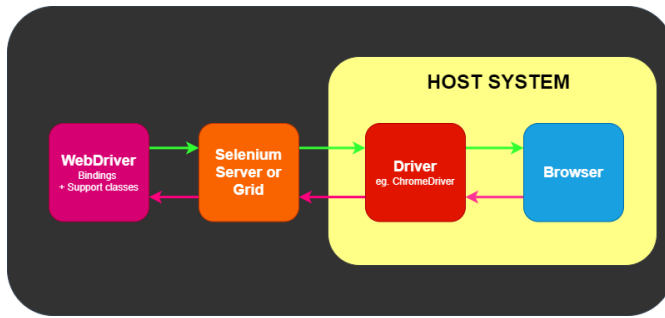 HOST SYSTEM
WebDriver
Bindings
+ Support classes
Selenium
Server or
Grid
Driver
eg. ChromeDriver
Browser